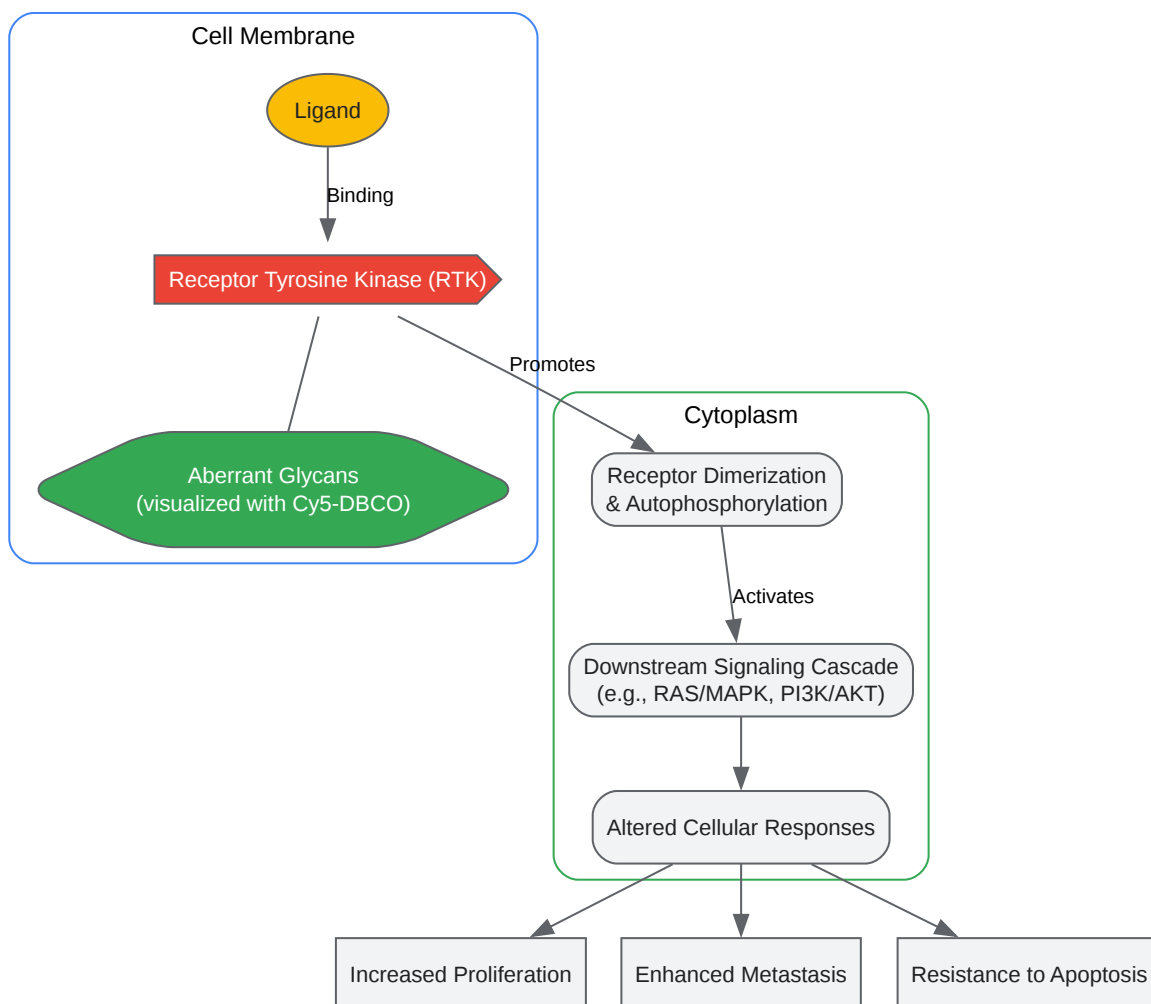 Cell Membrane
Ligand
Binding
Receptor Tyrosine Kinase (RTK)
Promotes
Aberrant Glycans
(visualized with Cy5-DBCO)
Cytoplasm
Receptor Dimerization
& Autophosphorylation
Activates
Downstream Signaling Cascade
(e.g., RAS/MAPK, PI3K/AKT)
Altered Cellular Responses
Increased Proliferation
Enhanced Metastasis
Resistance to Apoptosis